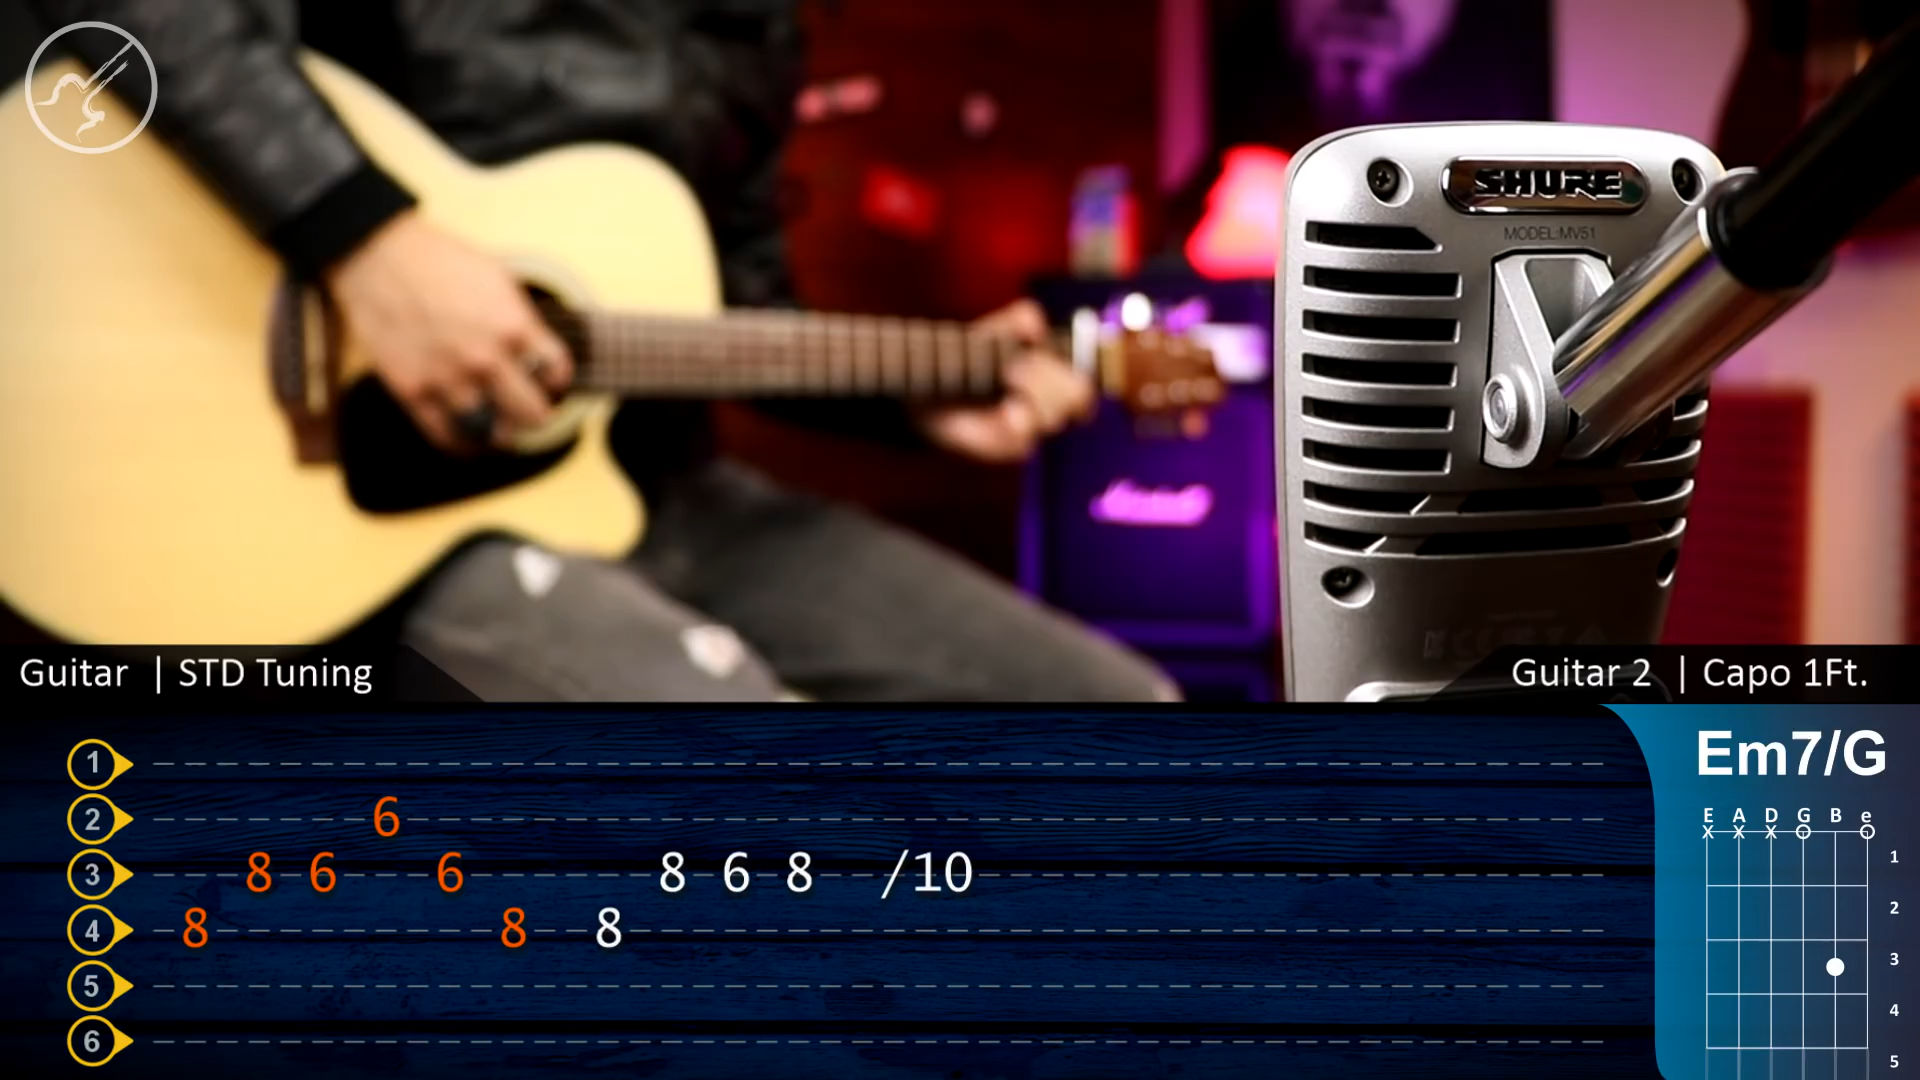 SHURE
MODEL:MV51
Marshall
Guitar | STD Tuning
Guitar 2 | Capo 1Ft.
Em7/G
E A D G B e
X X X O O
1
2
3
4
5
1
2 6
3 8 6 6 8 6 8 /10
4 8 8 8
5
6